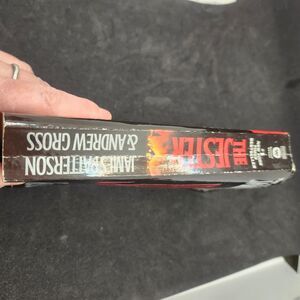 JAMES PATTERSON
& ANDREW GROSS
THE
JESTER